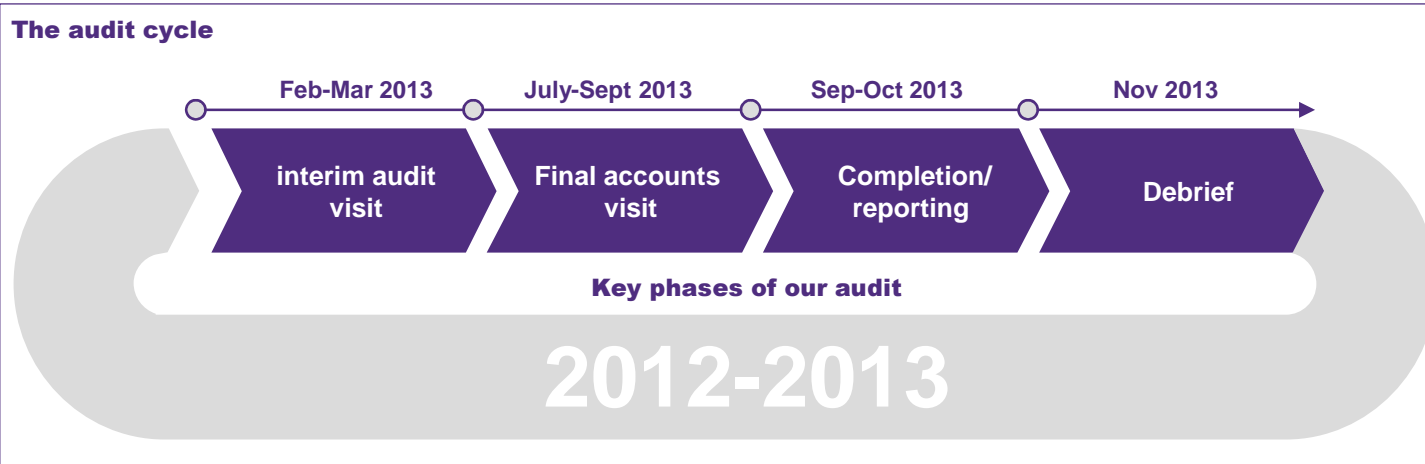 The audit cycle
Feb-Mar 2013
July-Sept 2013
Sep-Oct 2013
Nov 2013
interim audit
visit
Final accounts
visit
Completion/
reporting
Debrief
Key phases of our audit
2012-2013